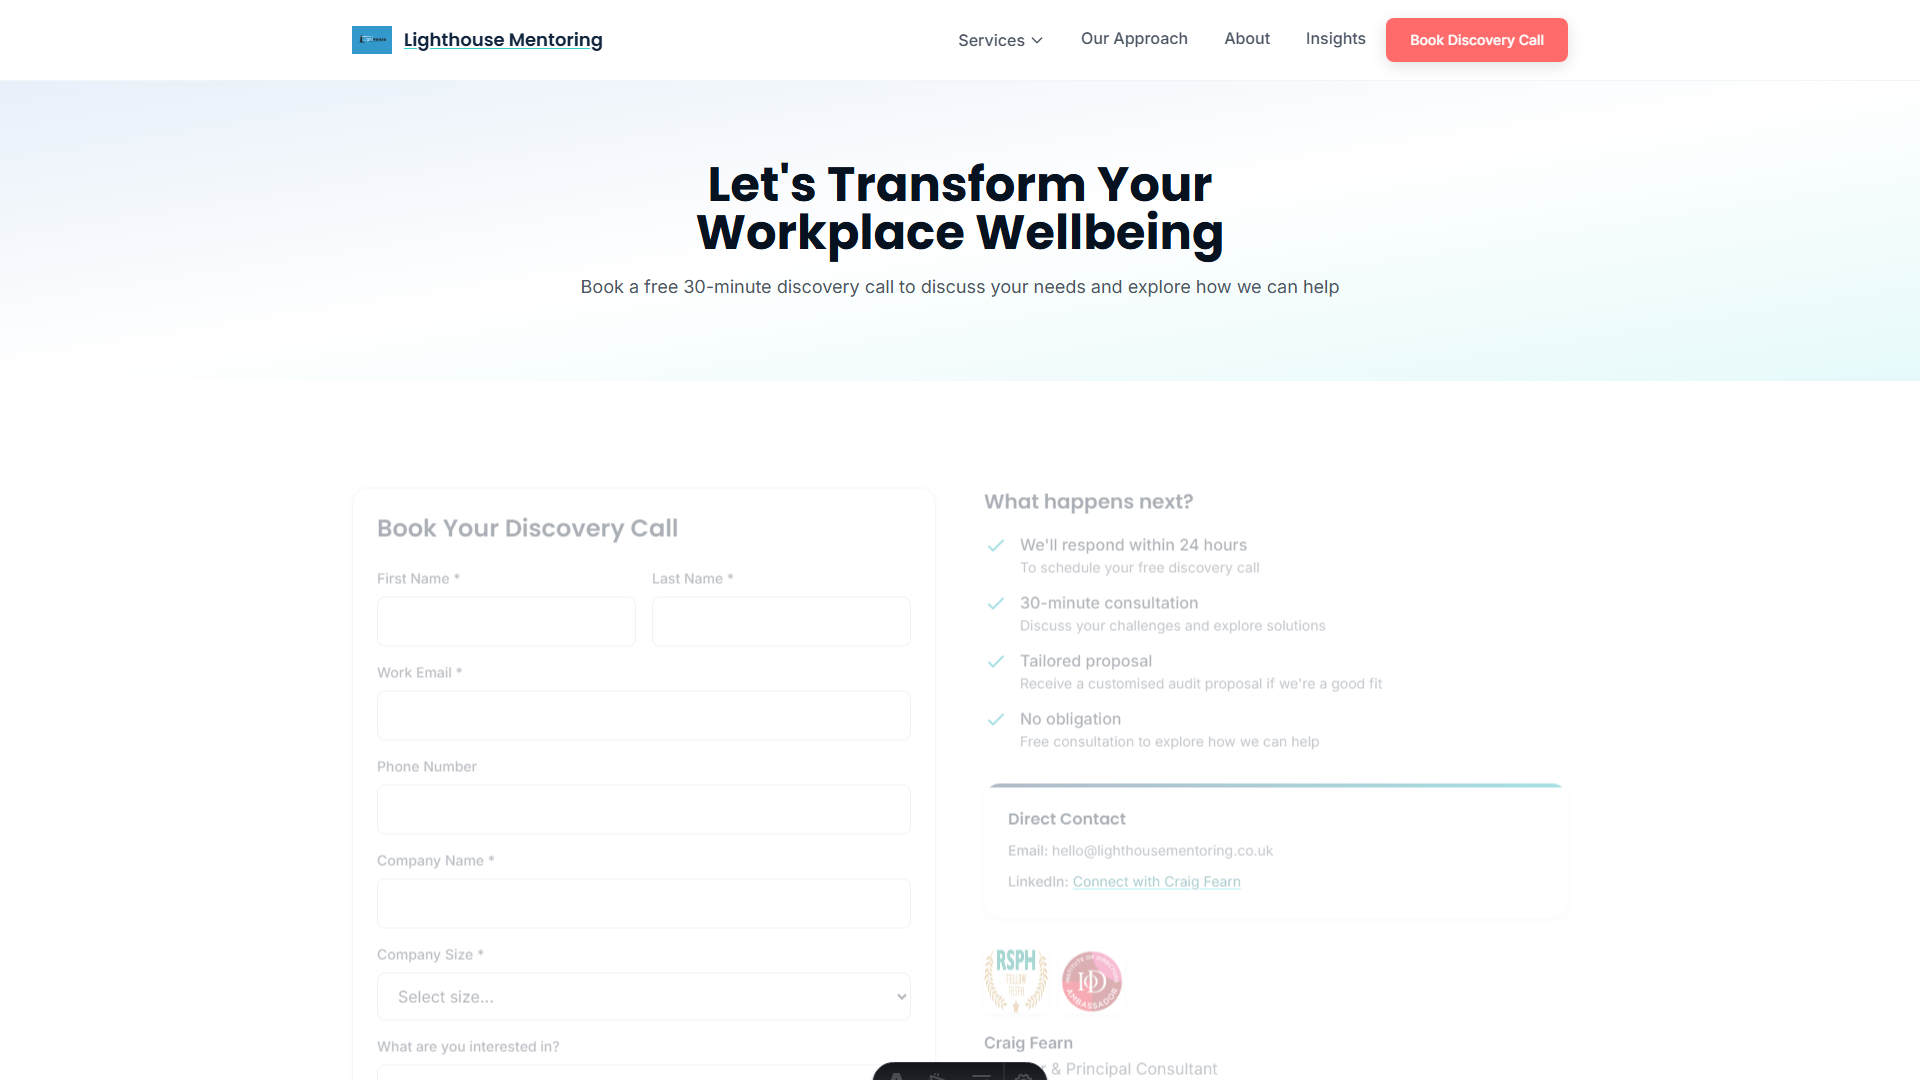 Lighthouse Mentoring
Services
Our Approach
About
Insights
Book Discovery Call
Let's Transform Your
Workplace Wellbeing
Book a free 30-minute discovery call to discuss your needs and explore how we can help
Book Your Discovery Call
First Name *
Last Name *
Work Email *
Phone Number
Company Name *
Company Size *
Select size...
What are you interested in?
What happens next?
We'll respond within 24 hours
To schedule your free discovery call
30-minute consultation
Discuss your challenges and explore solutions
Tailored proposal
Receive a customised audit proposal if we're a good fit
No obligation
Free consultation to explore how we can help
Direct Contact
Email: hello@lighthousementoring.co.uk
LinkedIn: Connect with Craig Fearn
RSPH
FELLOW
FRSPH
INSTITUTE OF DIRECTORS
IoD
AMBASSADOR
Craig Fearn
& Principal Consultant